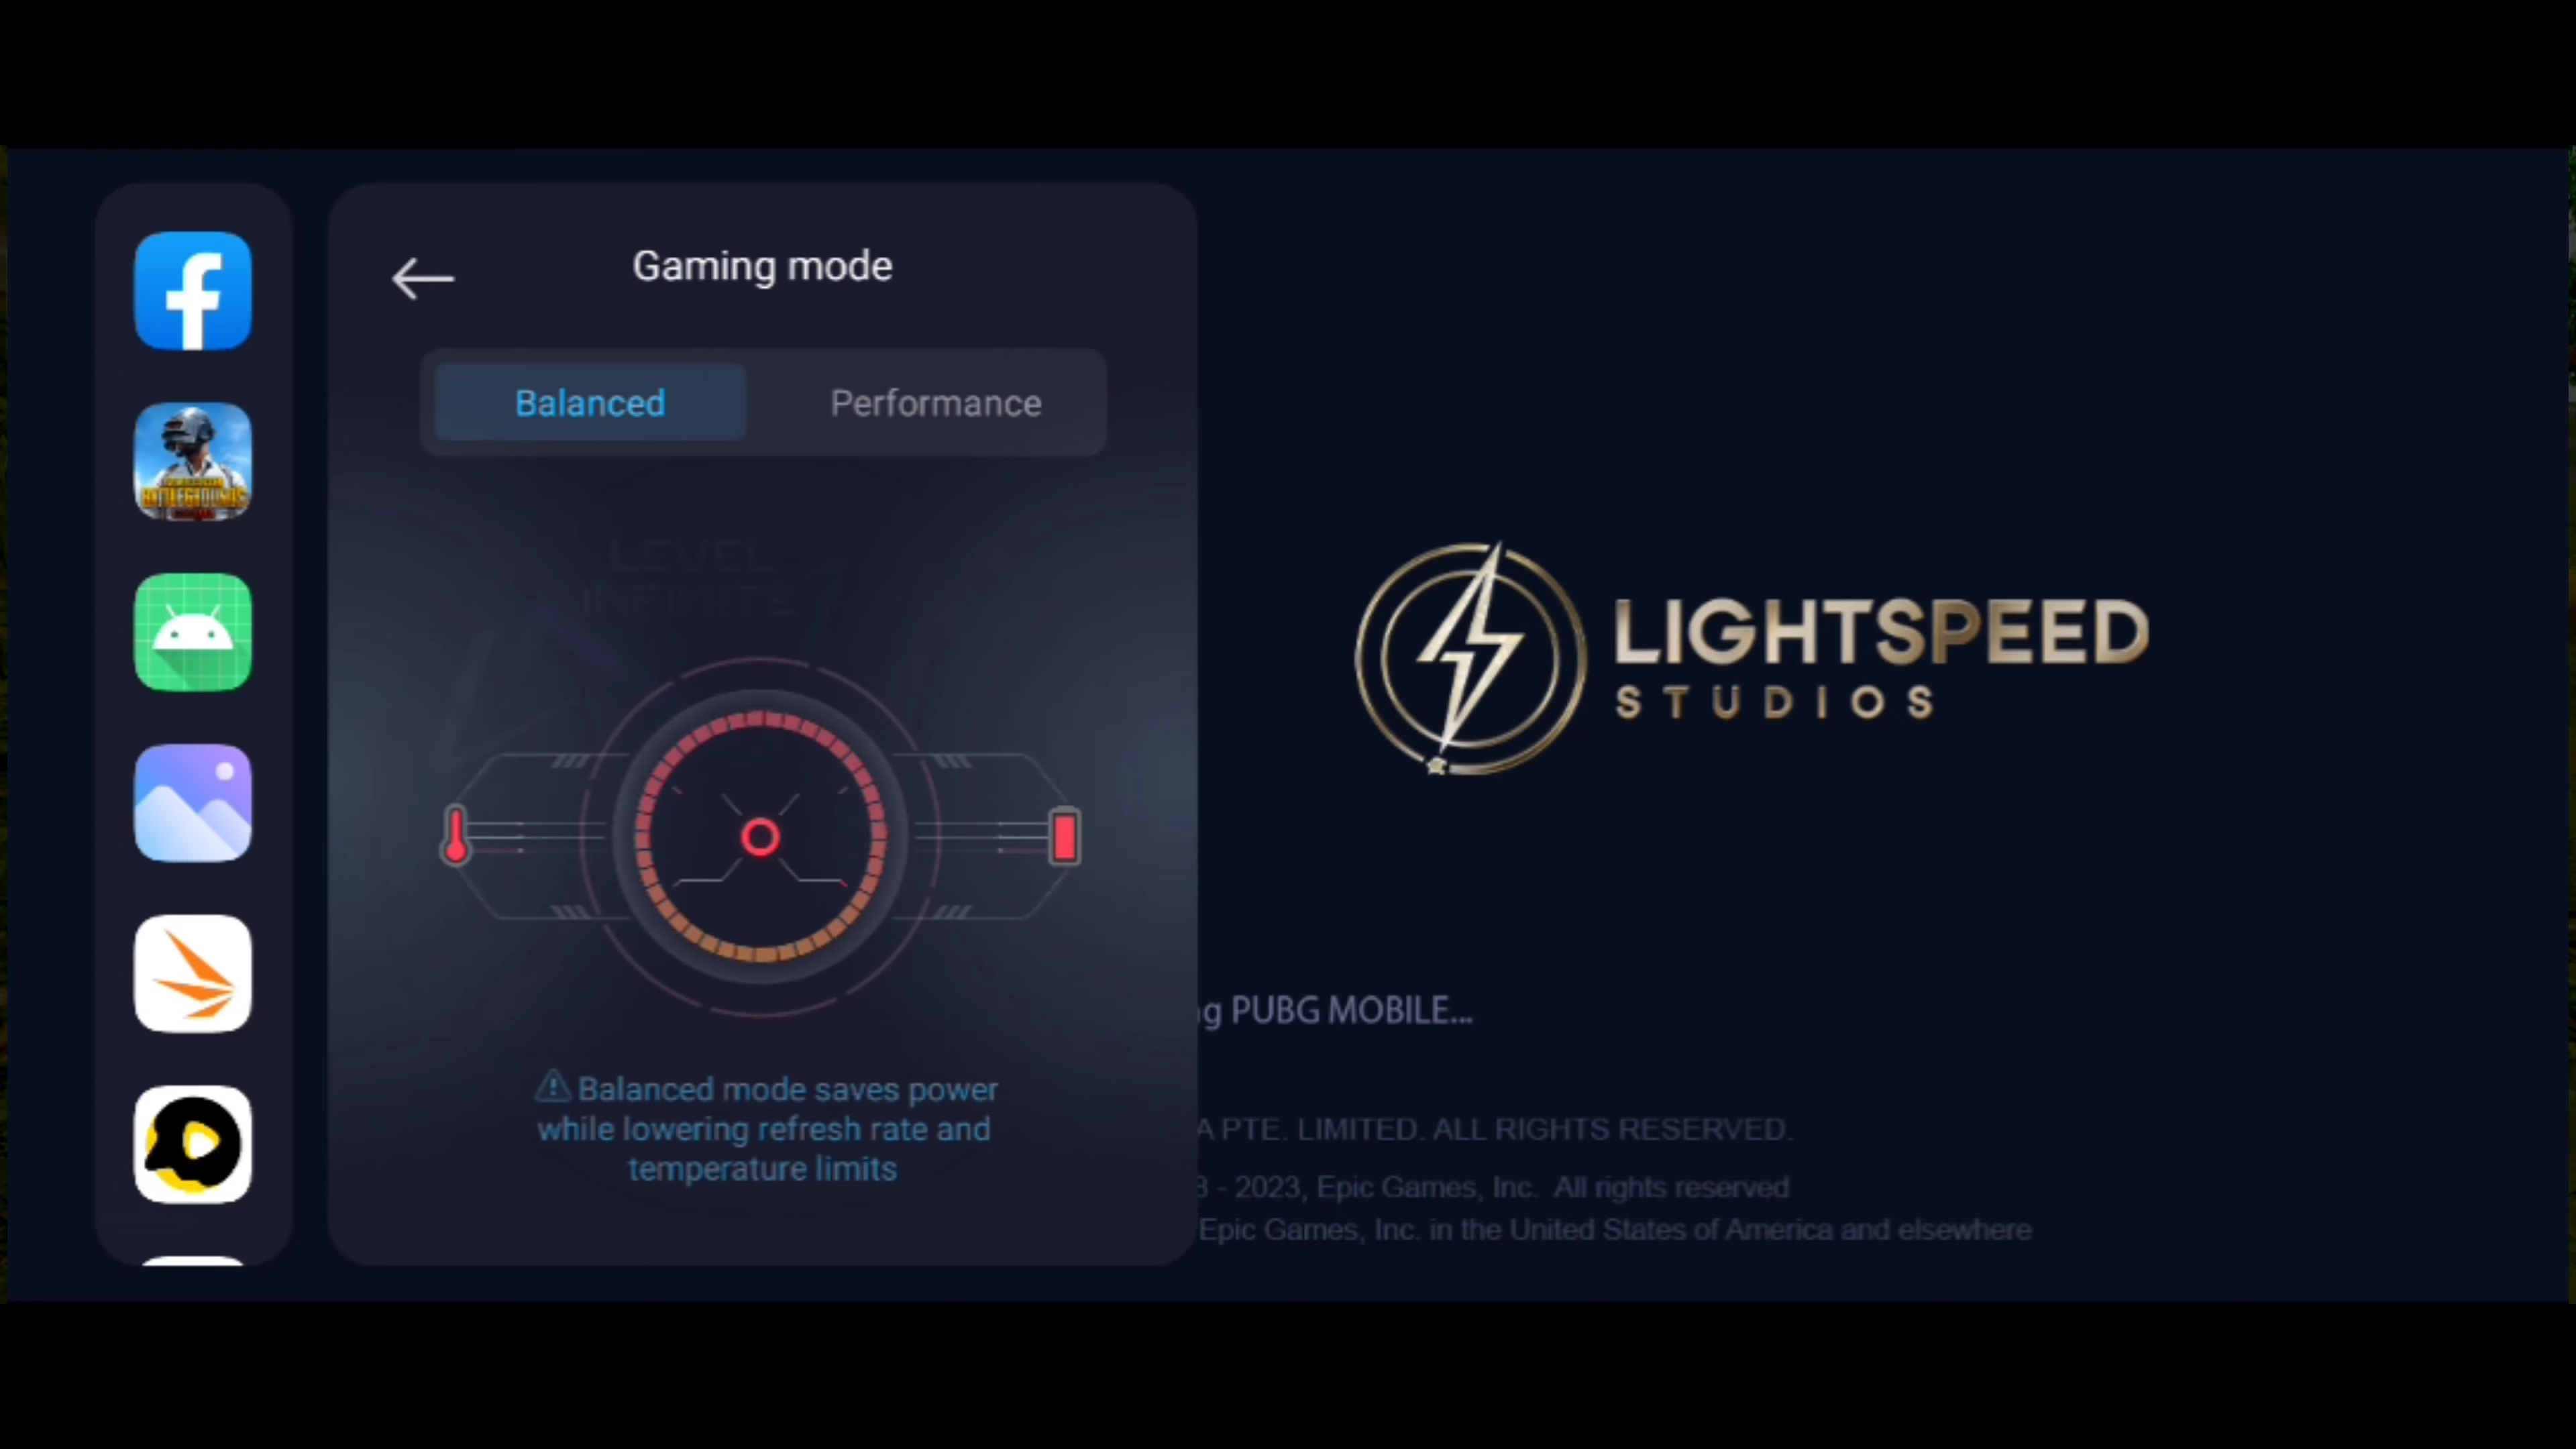 Gaming mode
Balanced
Performance
LEVEL
INFINITE
LIGHTSPEED
STUDIOS
PUBG MOBILE...
Balanced mode saves power
while lowering refresh rate and
temperature limits
A PTE. LIMITED. ALL RIGHTS RESERVED.
- 2023, Epic Games, Inc. All rights reserved
Epic Games, Inc. in the United States of America and elsewhere